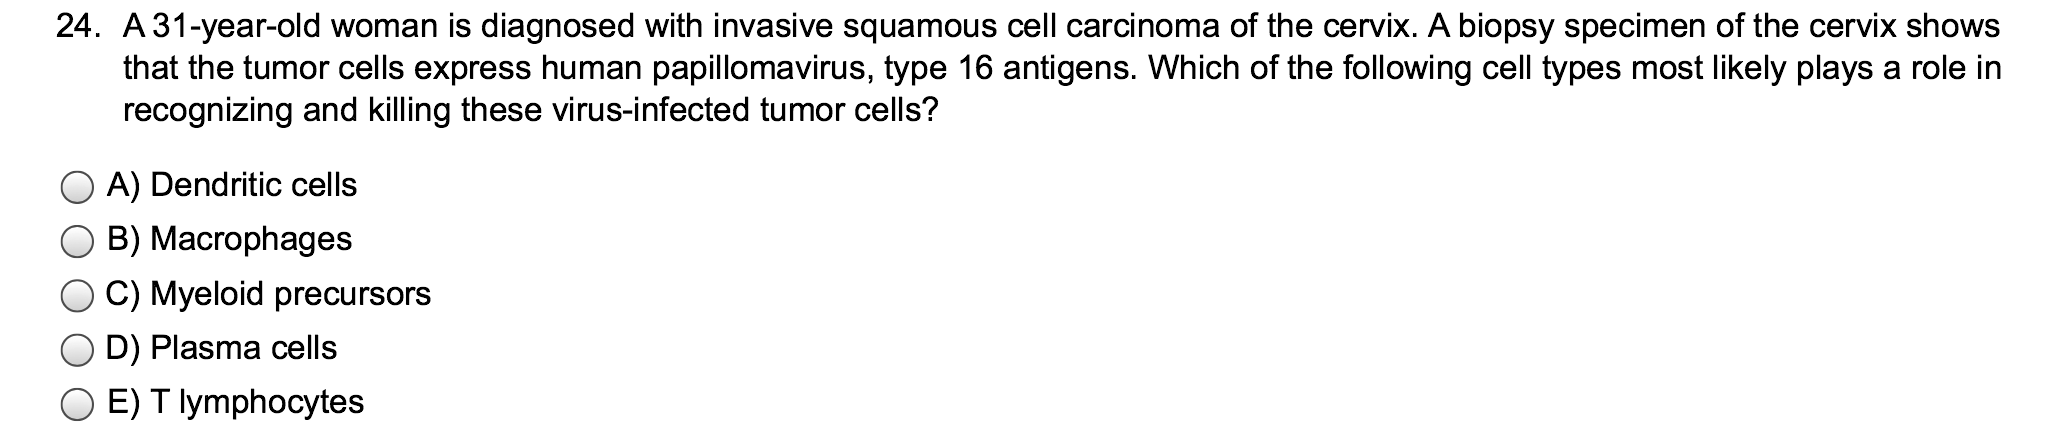 24. A 31-year-old woman is diagnosed with invasive squamous cell carcinoma of the cervix. A biopsy specimen of the cervix shows
that the tumor cells express human papillomavirus, type 16 antigens. Which of the following cell types most likely plays a role in
recognizing and killing these virus-infected tumor cells?
A) Dendritic cells
B) Macrophages
C) Myeloid precursors
D) Plasma cells
E) T lymphocytes